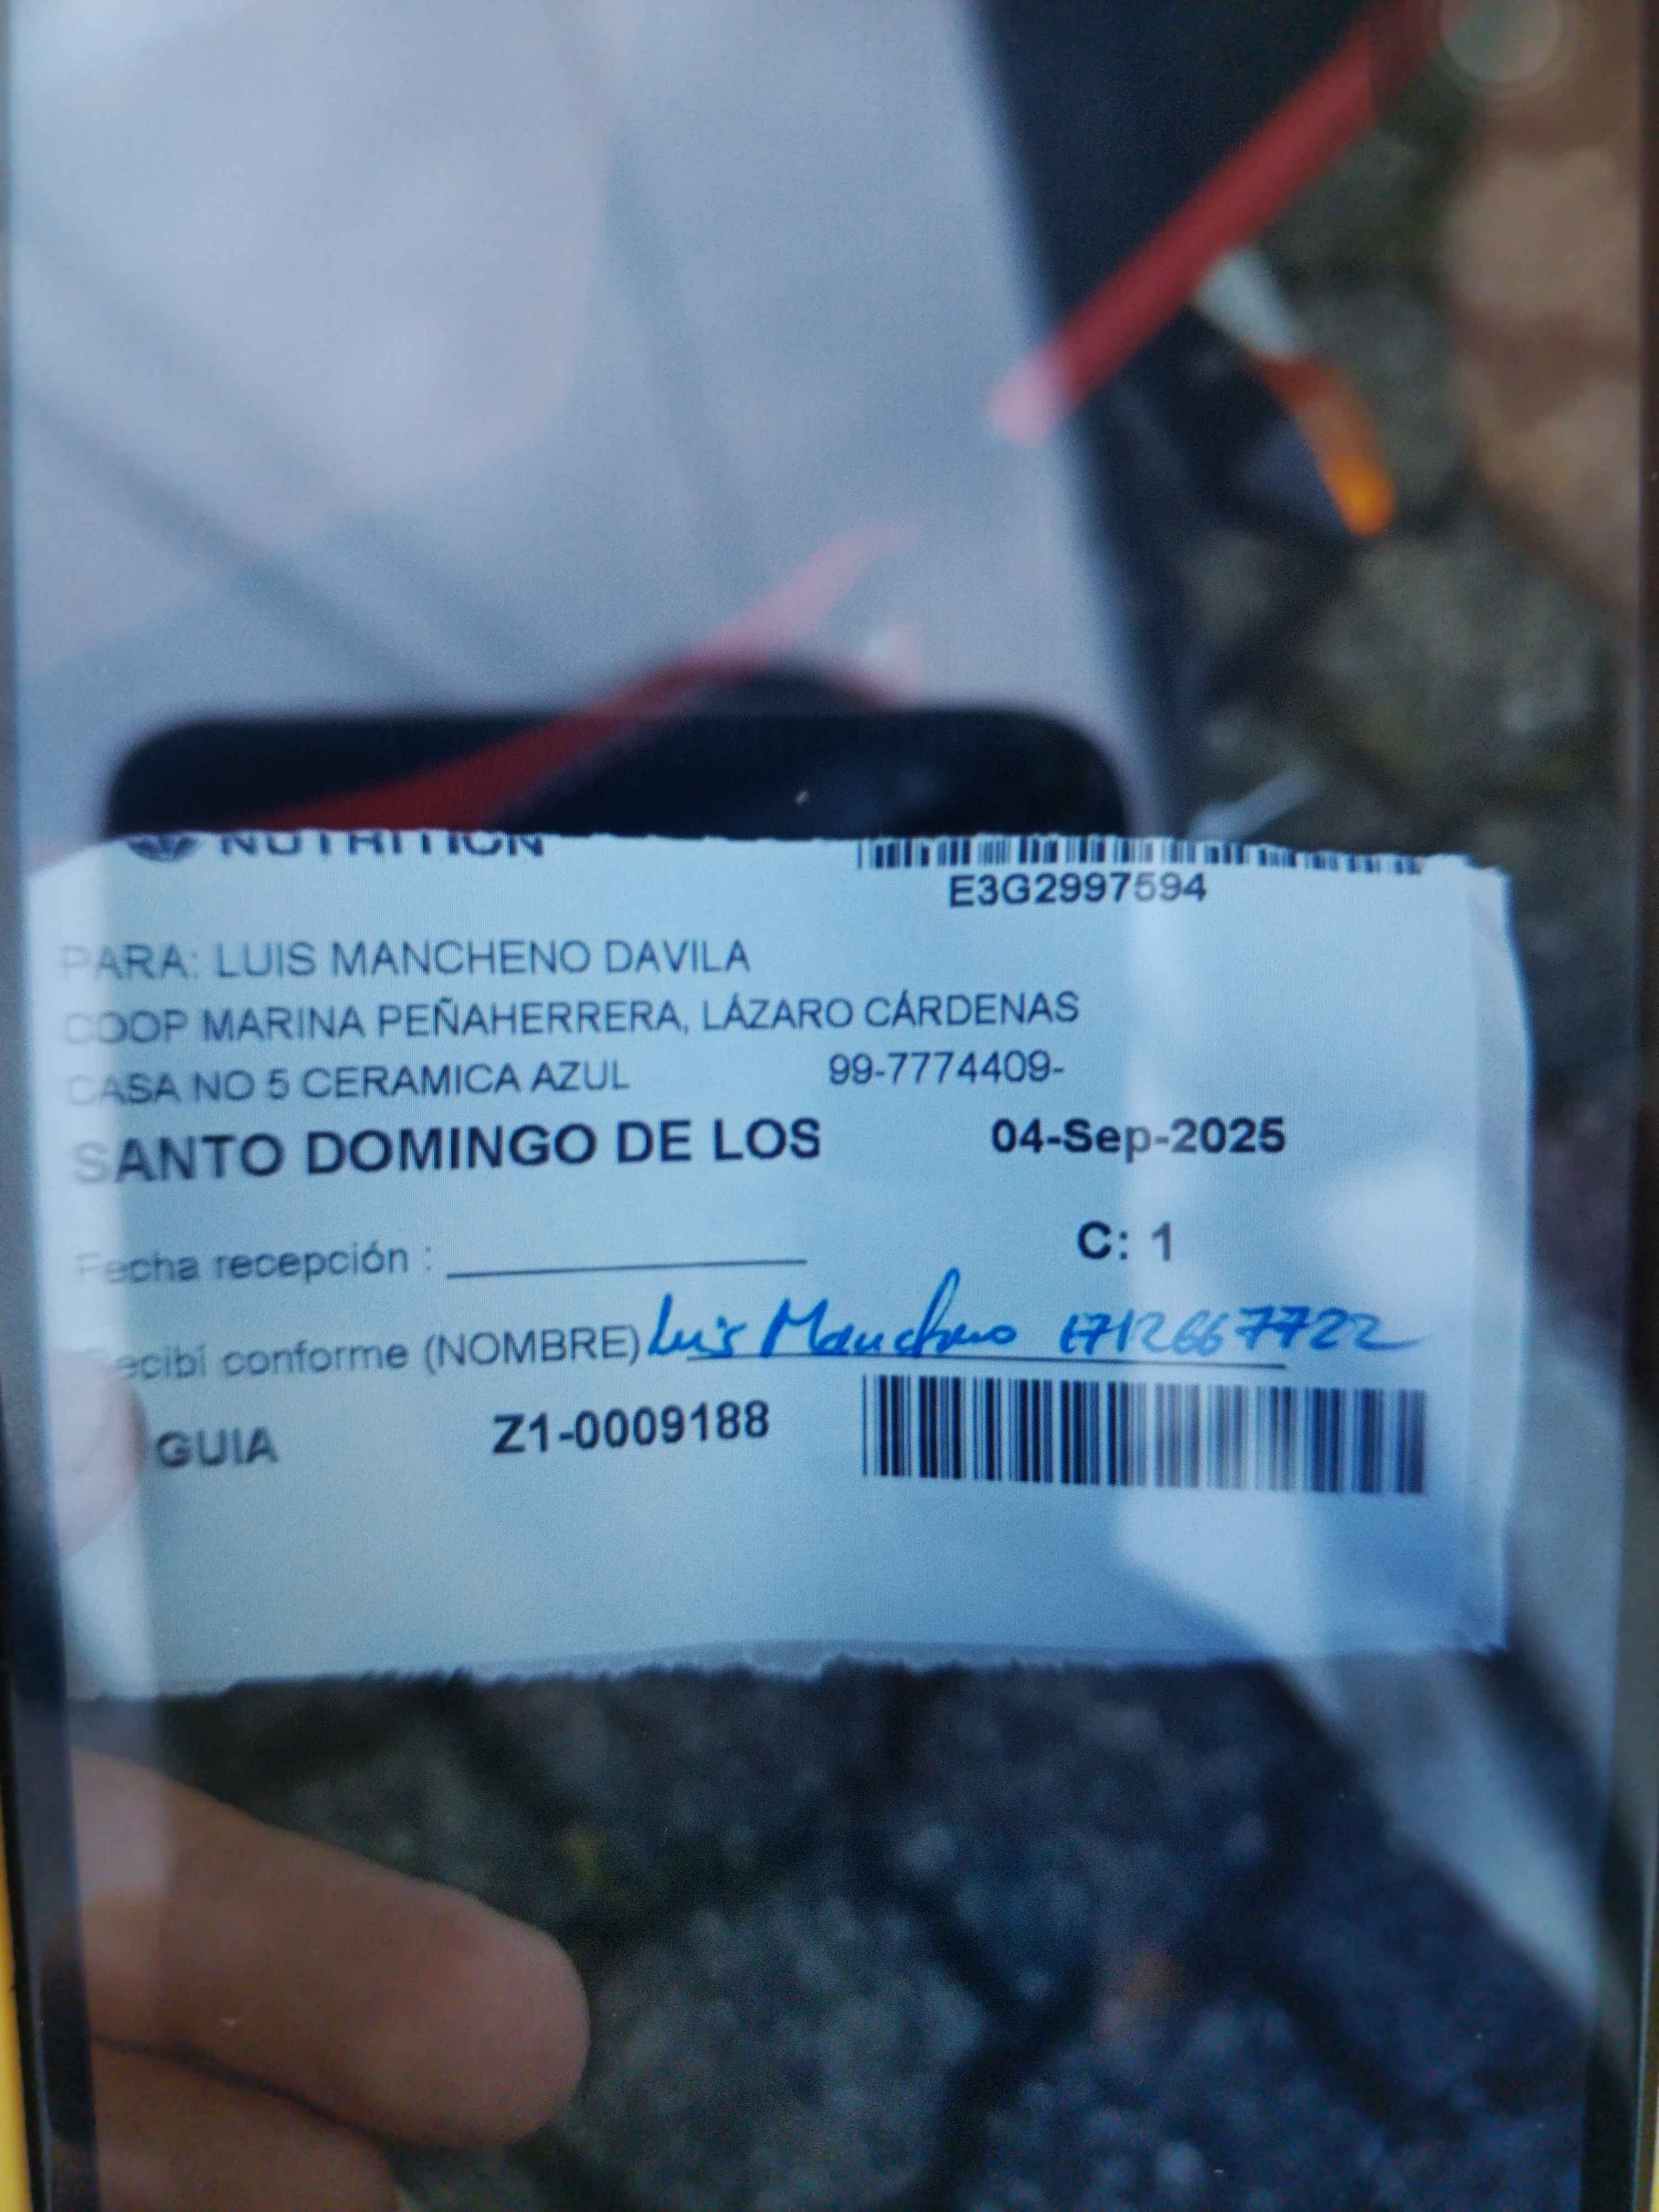 NUTRITION
E3G2997594
PARA: LUIS MANCHENO DAVILA
COOP MARINA PEÑAHERRERA, LÁZARO CÁRDENAS
CASA NO 5 CERAMICA AZUL 99-7774409-
SANTO DOMINGO DE LOS 04-Sep-2025
Fecha recepción : C: 1
ecibí conforme (NOMBRE) Luis Mancheno 1712667722
GUIA Z1-0009188